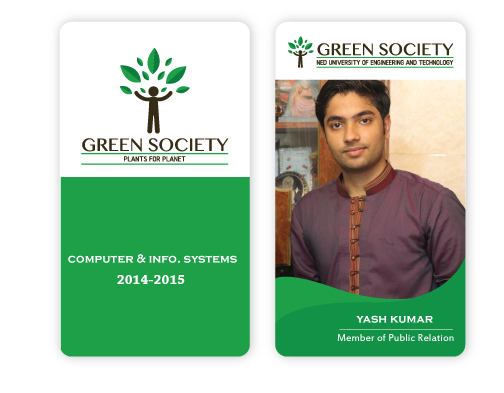 GREEN SOCIETY
PLANTS FOR PLANET
COMPUTER & INFO. SYSTEMS
2014-2015
GREEN SOCIETY
NED UNIVERSITY OF ENGINEERING AND TECHNOLOGY
YASH KUMAR
Member of Public Relation